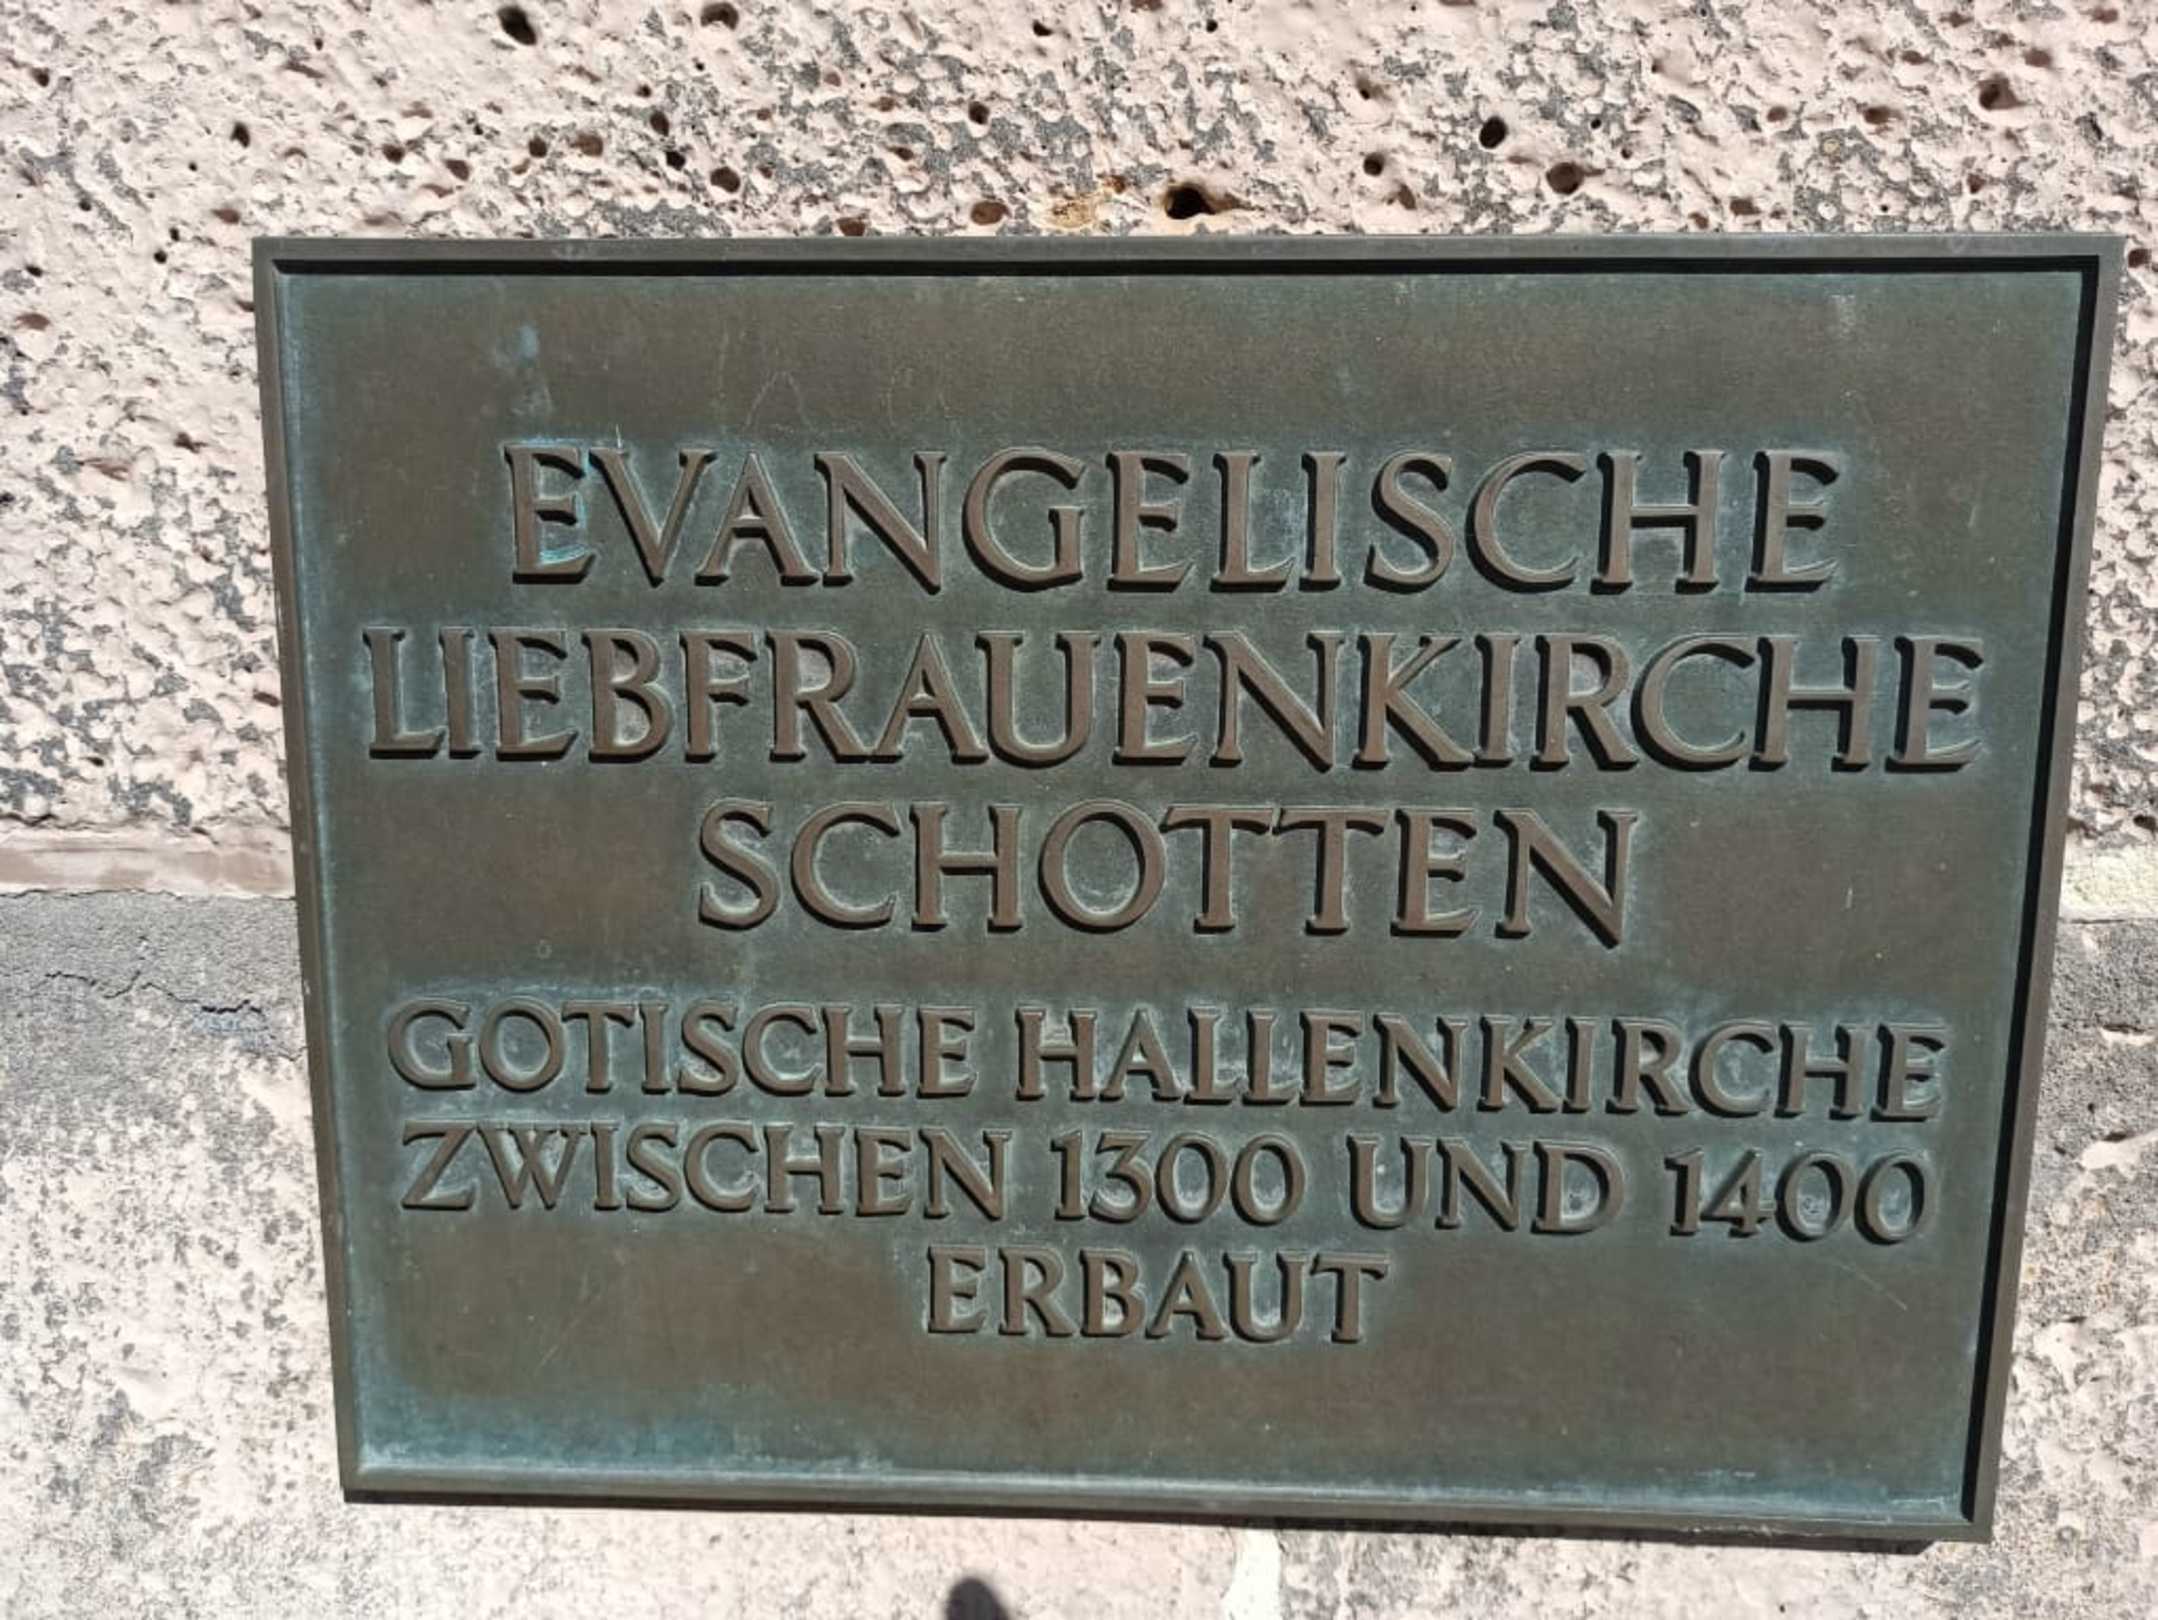 EVANGELISCHE
LIEBFRAUENKIRCHE
SCHOTTEN
GOTISCHE HALLENKIRCHE
ZWISCHEN 1300 UND 1400
ERBAUT